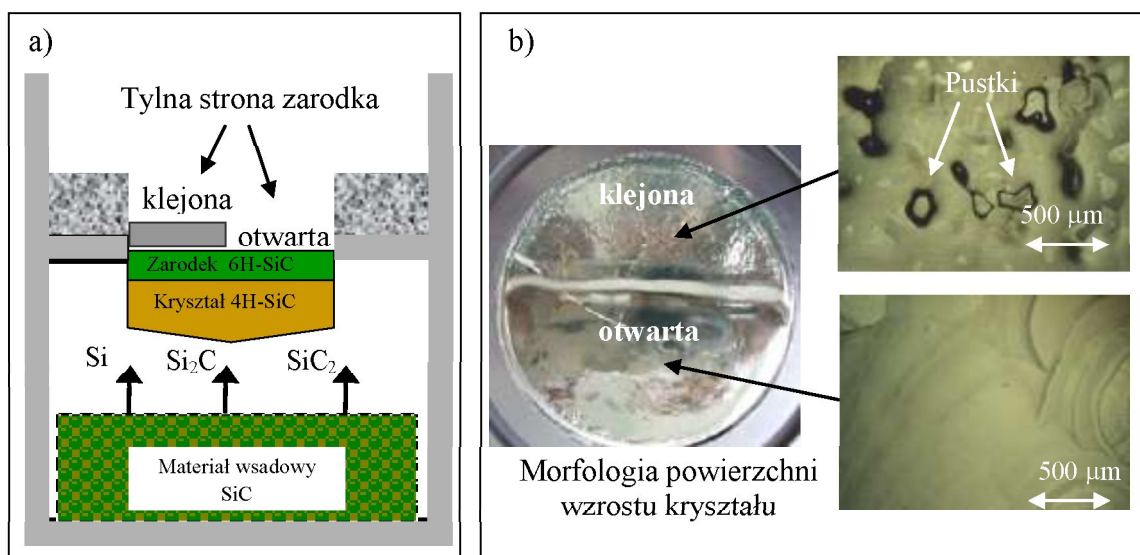 a)
Tylna strona zarodka
klejona
otwarta
Zarodek 6H-SiC
Kryształ 4H-SiC
Si
Si₂C
SiC₂
Materiał wsadowy
SiC
b)
klejona
otwarta
Morfologia powierzchni
wzrostu kryształu
Pustki
500 µm
500 µm